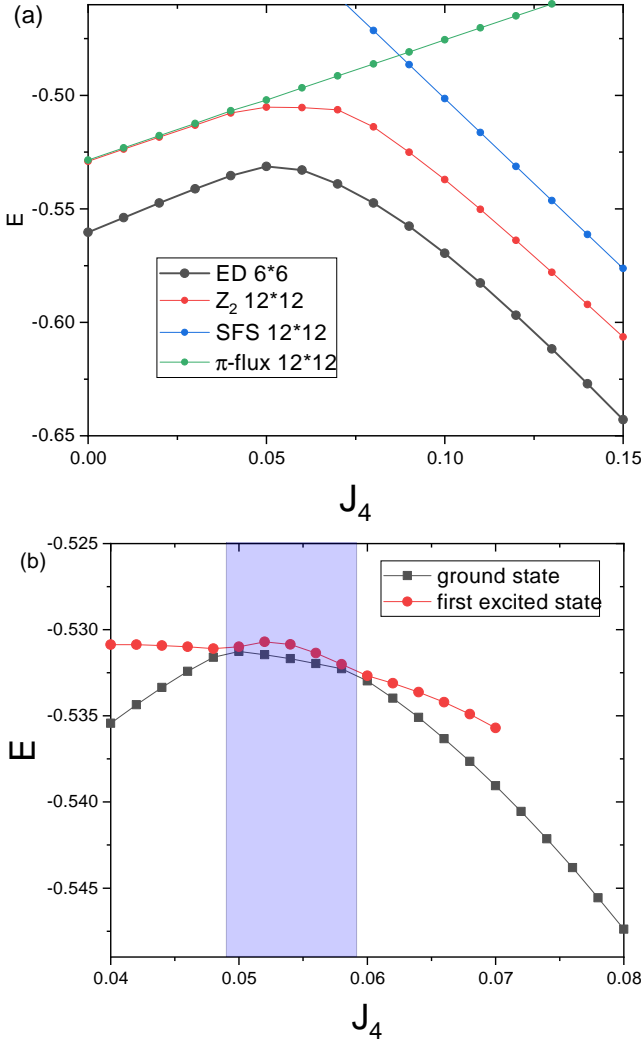 (a)
-0.50
-0.55
-0.60
-0.65
E
ED 6*6
Z2 12*12
SFS 12*12
π-flux 12*12
0.00
0.05
0.10
0.15
J4
(b)
-0.525
-0.530
-0.535
-0.540
-0.545
E
ground state
first excited state
0.04
0.05
0.06
0.07
0.08
J4